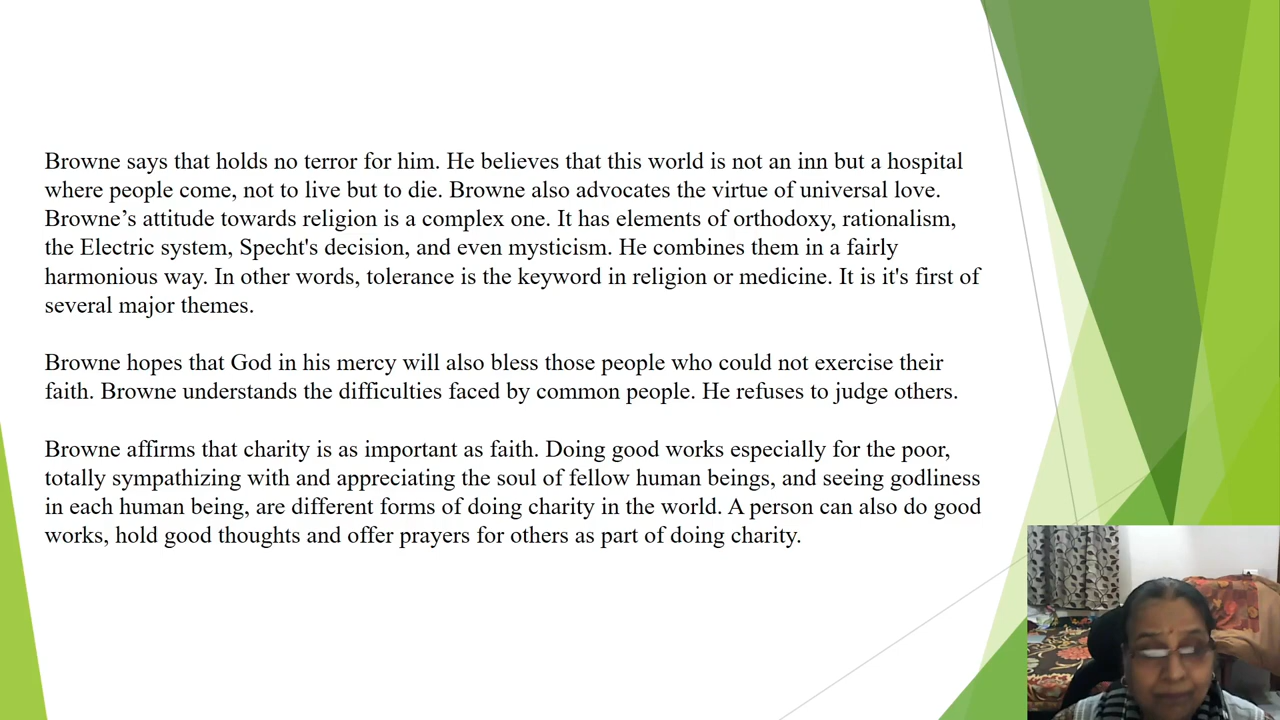 Browne says that holds no terror for him. He believes that this world is not an inn but a hospital
where people come, not to live but to die. Browne also advocates the virtue of universal love.
Browne’s attitude towards religion is a complex one. It has elements of orthodoxy, rationalism,
the Electric system, Specht's decision, and even mysticism. He combines them in a fairly
harmonious way. In other words, tolerance is the keyword in religion or medicine. It is it's first of
several major themes.
Browne hopes that God in his mercy will also bless those people who could not exercise their
faith. Browne understands the difficulties faced by common people. He refuses to judge others.
Browne affirms that charity is as important as faith. Doing good works especially for the poor,
totally sympathizing with and appreciating the soul of fellow human beings, and seeing godliness
in each human being, are different forms of doing charity in the world. A person can also do good
works, hold good thoughts and offer prayers for others as part of doing charity.